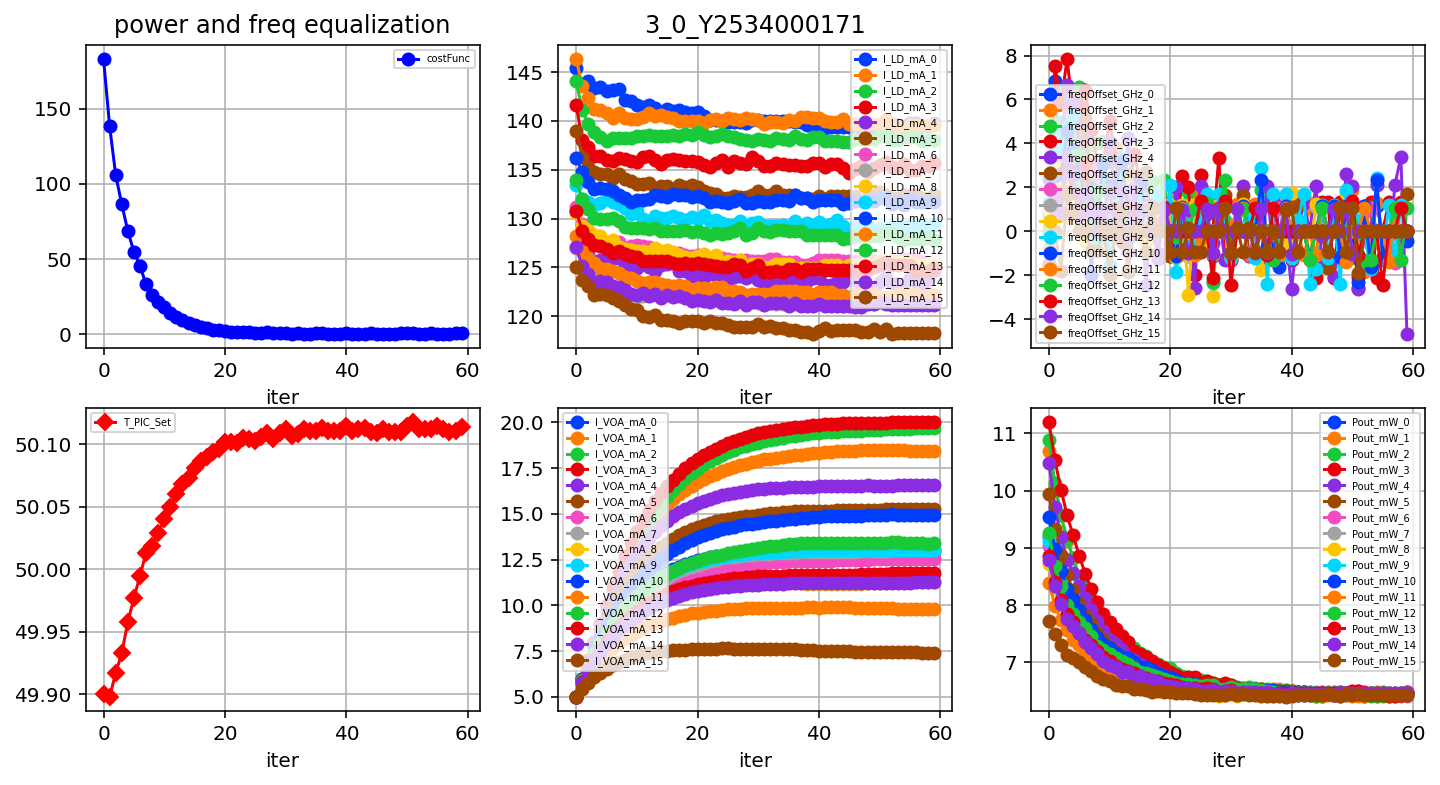 power and freq equalization
costFunc
150
100
50
0
0 20 40 60
iter
3_0_Y2534000171
145
140
135
130
125
120
I_LD_mA_0
I_LD_mA_1
I_LD_mA_2
I_LD_mA_3
I_LD_mA_4
I_LD_mA_5
I_LD_mA_6
I_LD_mA_7
I_LD_mA_8
I_LD_mA_9
I_LD_mA_10
I_LD_mA_11
I_LD_mA_12
I_LD_mA_13
I_LD_mA_14
I_LD_mA_15
0 20 40 60
iter
8
6
4
2
0
−2
−4
freqOffset_GHz_0
freqOffset_GHz_1
freqOffset_GHz_2
freqOffset_GHz_3
freqOffset_GHz_4
freqOffset_GHz_5
freqOffset_GHz_6
freqOffset_GHz_7
freqOffset_GHz_8
freqOffset_GHz_9
freqOffset_GHz_10
freqOffset_GHz_11
freqOffset_GHz_12
freqOffset_GHz_13
freqOffset_GHz_14
freqOffset_GHz_15
0 20 40 60
iter
T_PIC_Set
50.10
50.05
50.00
49.95
49.90
0 20 40 60
iter
20.0
17.5
15.0
12.5
10.0
7.5
5.0
I_VOA_mA_0
I_VOA_mA_1
I_VOA_mA_2
I_VOA_mA_3
I_VOA_mA_4
I_VOA_mA_5
I_VOA_mA_6
I_VOA_mA_7
I_VOA_mA_8
I_VOA_mA_9
I_VOA_mA_10
I_VOA_mA_11
I_VOA_mA_12
I_VOA_mA_13
I_VOA_mA_14
I_VOA_mA_15
0 20 40 60
iter
11
10
9
8
7
Pout_mW_0
Pout_mW_1
Pout_mW_2
Pout_mW_3
Pout_mW_4
Pout_mW_5
Pout_mW_6
Pout_mW_7
Pout_mW_8
Pout_mW_9
Pout_mW_10
Pout_mW_11
Pout_mW_12
Pout_mW_13
Pout_mW_14
Pout_mW_15
0 20 40 60
iter